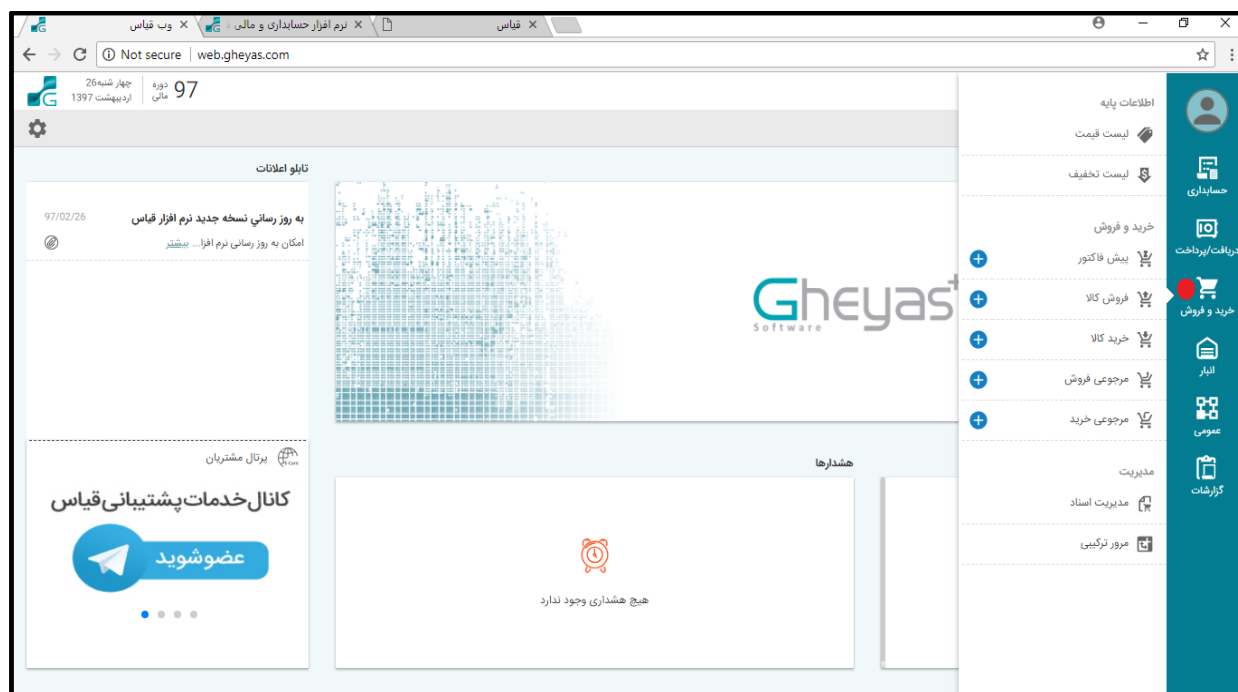 وب قیاس
نرم افزار حسابداری و مالی
قیاس
Not secure | web.gheyas.com
چهار شنبه26
اردیبهشت 1397
دوره
مالی
97
حسابداری
دریافت/پرداخت
خرید و فروش
انبار
عمومی
گزارشات
اطلاعات پایه
لیست قیمت
لیست تخفیف
خرید و فروش
پیش فاکتور
فروش کالا
خرید کالا
مرجوعی فروش
مرجوعی خرید
مدیریت
مدیریت اسناد
مرور ترکیبی
Gheyas+
Software
هشدارها
هیچ هشداری وجود ندارد
تابلو اعلانات
به روز رساني نسخه جديد نرم افزار قياس
97/02/26
امکان به روز رسانی نرم افزا... بیشتر
پرتال مشتریان
کانال خدمات پشتیبانی قیاس
عضو شوید